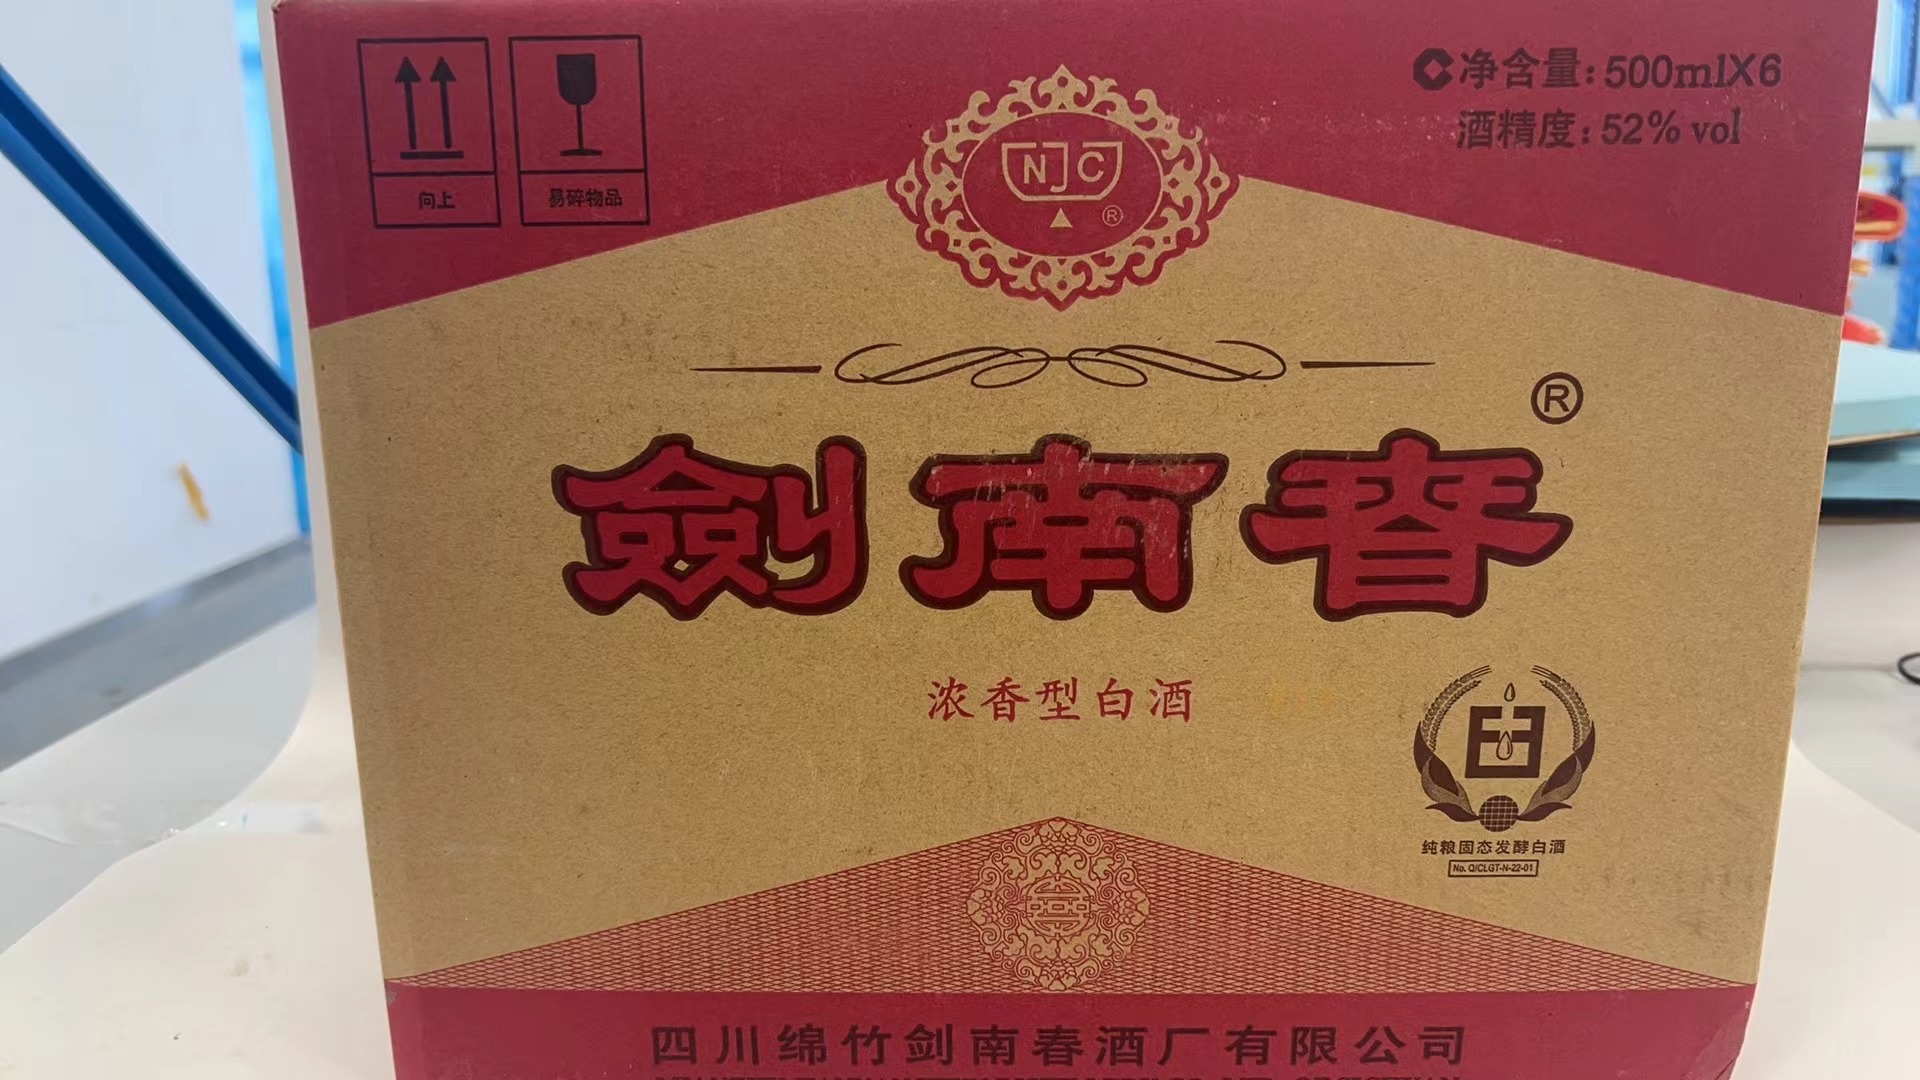 向上
易碎物品
NJC
®
净含量:500mlX6
酒精度:52% vol
®
劍南春
浓香型白酒
纯粮固态发酵白酒
No. Q/CLGT-N-22-01
四川绵竹剑南春酒厂有限公司